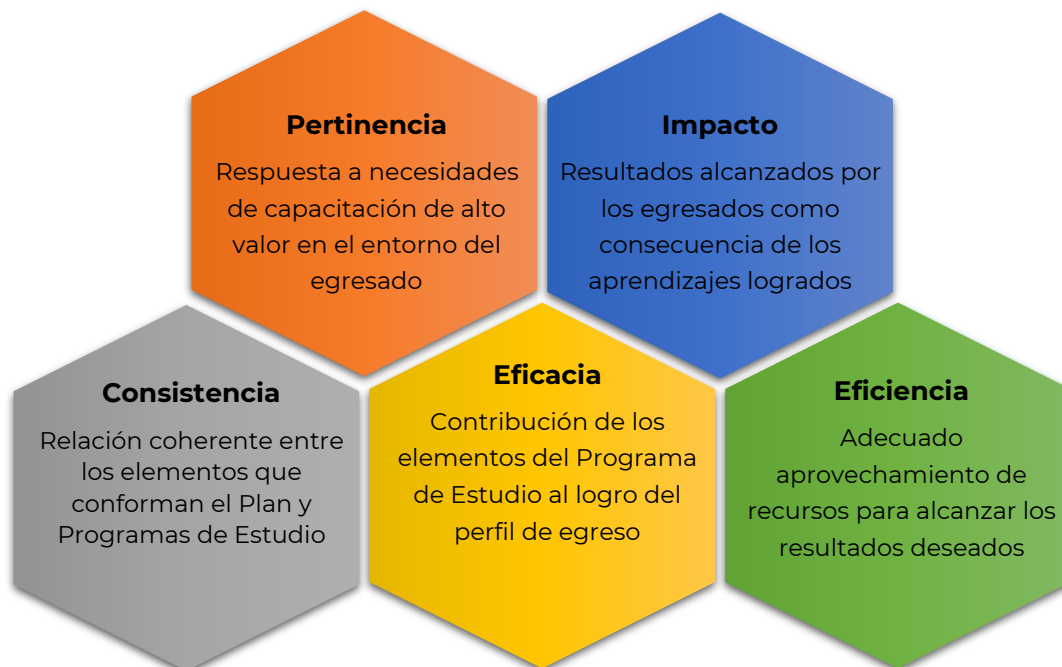 Pertinencia
Respuesta a necesidades
de capacitación de alto
valor en el entorno del
egresado
Impacto
Resultados alcanzados por
los egresados como
consecuencia de los
aprendizajes logrados
Consistencia
Relación coherente entre
los elementos que
conforman el Plan y
Programas de Estudio
Eficacia
Contribución de los
elementos del Programa
de Estudio al logro del
perfil de egreso
Eficiencia
Adecuado
aprovechamiento de
recursos para alcanzar los
resultados deseados